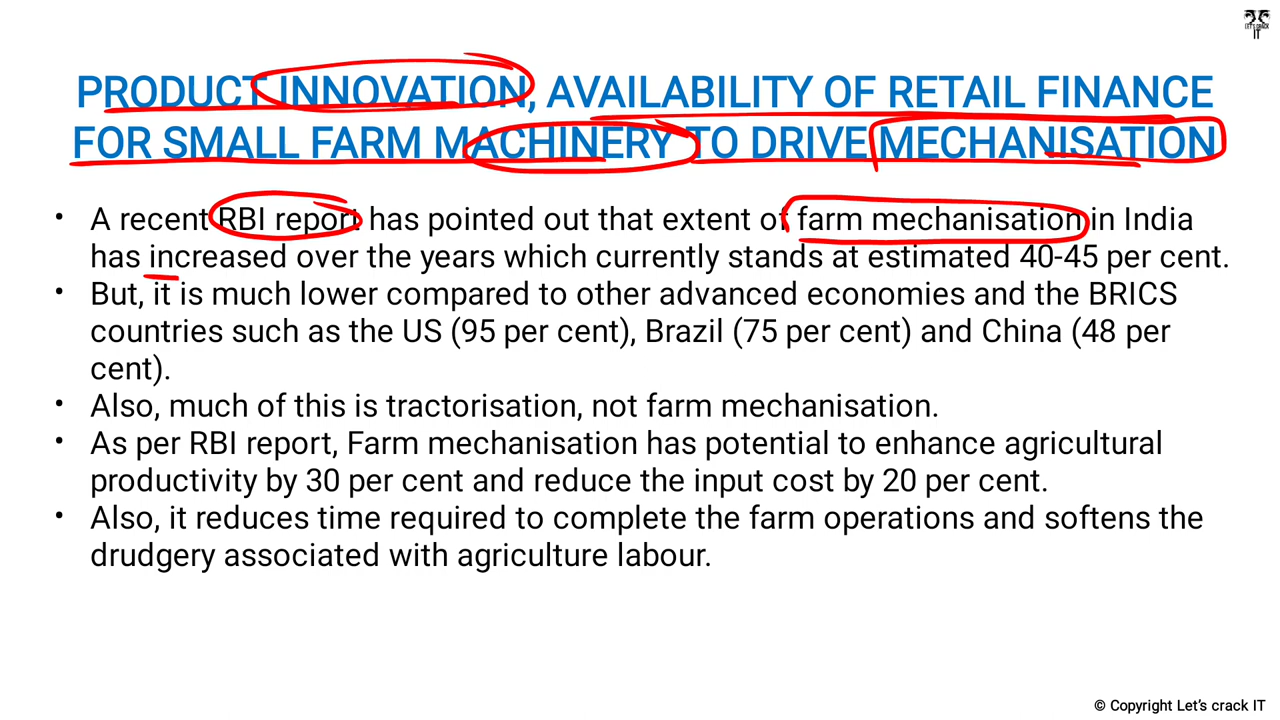 LET'S CRACK
IT
PRODUCT INNOVATION, AVAILABILITY OF RETAIL FINANCE
FOR SMALL FARM MACHINERY TO DRIVE MECHANISATION
• A recent RBI report has pointed out that extent of farm mechanisation in India
has increased over the years which currently stands at estimated 40-45 per cent.
• But, it is much lower compared to other advanced economies and the BRICS
countries such as the US (95 per cent), Brazil (75 per cent) and China (48 per
cent).
• Also, much of this is tractorisation, not farm mechanisation.
• As per RBI report, Farm mechanisation has potential to enhance agricultural
productivity by 30 per cent and reduce the input cost by 20 per cent.
• Also, it reduces time required to complete the farm operations and softens the
drudgery associated with agriculture labour.
© Copyright Let's crack IT